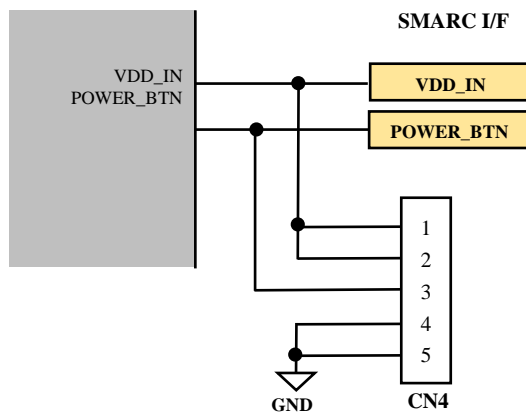 SMARC I/F
VDD_IN
VDD_IN
POWER_BTN
POWER_BTN
1
2
3
4
5
GND
CN4